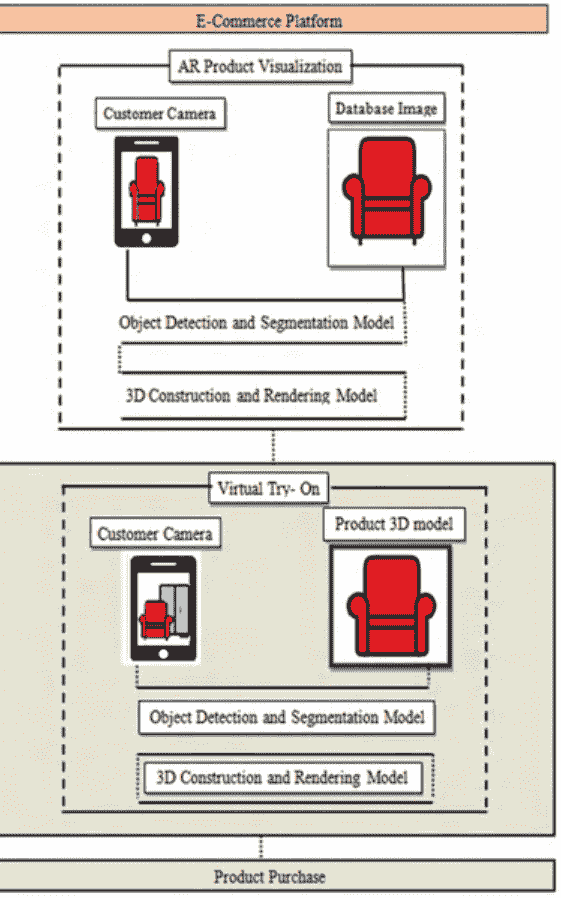 E-Commerce Platform
AR Product Visualization
Customer Camera
Database Image
Object Detection and Segmentation Model
3D Construction and Rendering Model
Virtual Try- On
Customer Camera
Product 3D model
Object Detection and Segmentation Model
3D Construction and Rendering Model
Product Purchase